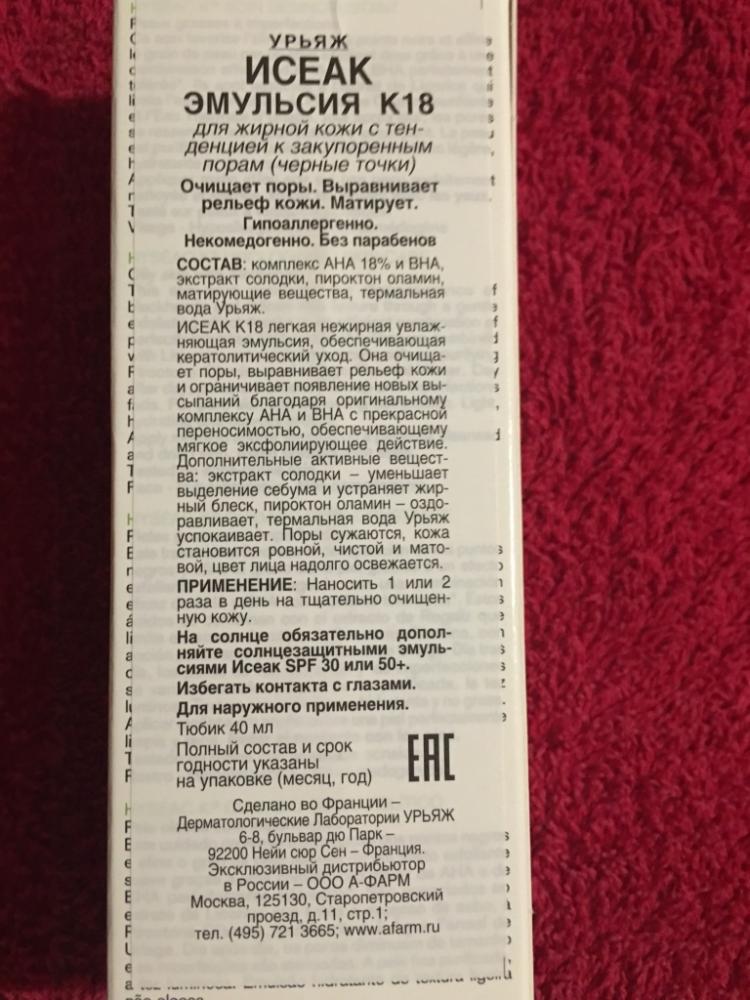 УРЬЯЖ
ИСЕАК
ЭМУЛЬСИЯ К18
для жирной кожи с тен-
денцией к закупоренным
порам (черные точки)
Очищает поры. Выравнивает
рельеф кожи. Матирует.
Гипоаллергенно.
Некомедогенно. Без парабенов
СОСТАВ: комплекс АНА 18% и ВНА,
экстракт солодки, пироктон оламин,
матирующие вещества, термальная
вода Урьяж.
ИСЕАК К18 легкая нежирная увлаж-
няющая эмульсия, обеспечивающая
кератолитический уход. Она очища-
ет поры, выравнивает рельеф кожи
и ограничивает появление новых вы-
сыпаний благодаря оригинальному
комплексу АНА и ВНА с прекрасной
переносимостью, обеспечивающему
мягкое эксфолиирующее действие.
Дополнительные активные вещест-
ва: экстракт солодки – уменьшает
выделение себума и устраняет жир-
ный блеск, пироктон оламин – оздо-
равливает, термальная вода Урьяж
успокаивает. Поры сужаются, кожа
становится ровной, чистой и мато-
вой, цвет лица надолго освежается.
ПРИМЕНЕНИЕ: Наносить 1 или 2
раза в день на тщательно очищен-
ную кожу.
На солнце обязательно допол-
няйте солнцезащитными эмуль-
сиями Исеак SPF 30 или 50+.
Избегать контакта с глазами.
Для наружного применения.
Тюбик 40 мл
Полный состав и срок
годности указаны
на упаковке (месяц, год)
ЕАС
Сделано во Франции –
Дерматологические Лаборатории УРЬЯЖ
6-8, бульвар дю Парк –
92200 Нейи сюр Сен – Франция.
Эксклюзивный дистрибьютор
в России – ООО А-ФАРМ
Москва, 125130, Старопетровский
проезд, д.11, стр.1;
тел. (495) 721 3665; www.afarm.ru